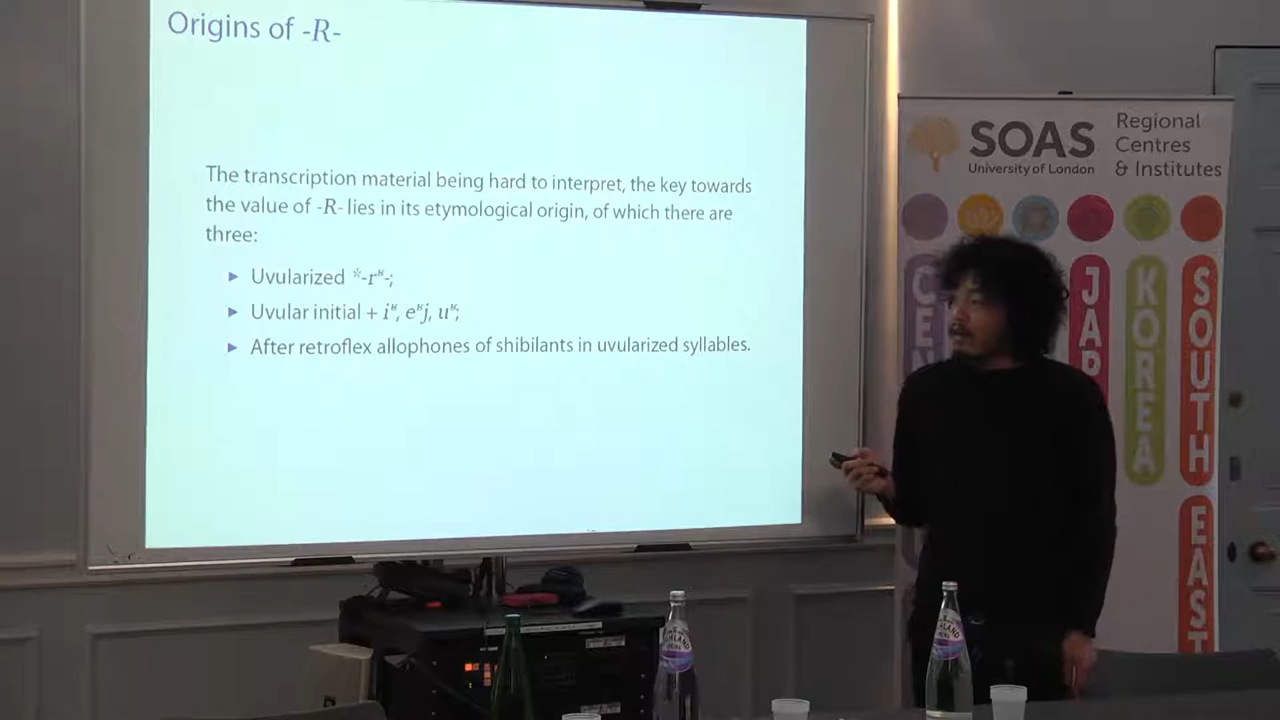 Origins of -R-
The transcription material being hard to interpret, the key towards
the value of -R- lies in its etymological origin, of which there are
three:
▶ Uvularized *-rʶ-;
▶ Uvular initial + iʶ, eʶj, uʶ;
▶ After retroflex allophones of shibilants in uvularized syllables.
SOAS
University of London
Regional
Centres
& Institutes
CEN
JAP
KOREA
SOUTH
EAST
HIGHLAND